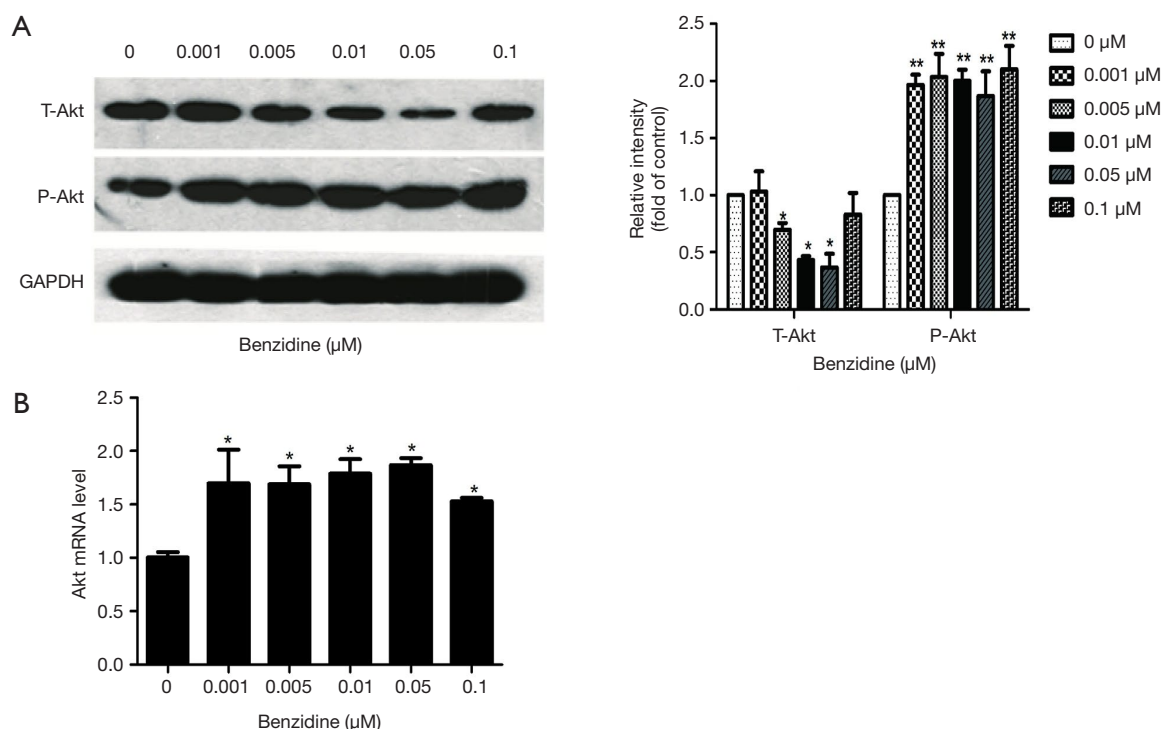 A
0 0.001 0.005 0.01 0.05 0.1
T-Akt
P-Akt
GAPDH
Benzidine (µM)
Relative intensity
(fold of control)
2.5
2.0
1.5
1.0
0.5
0.0
* * *
** ** ** ** **
T-Akt P-Akt
Benzidine (µM)
0 µM
0.001 µM
0.005 µM
0.01 µM
0.05 µM
0.1 µM
B
Akt mRNA level
2.5
2.0
1.5
1.0
0.5
0.0
* * * * *
0 0.001 0.005 0.01 0.05 0.1
Benzidine (µM)